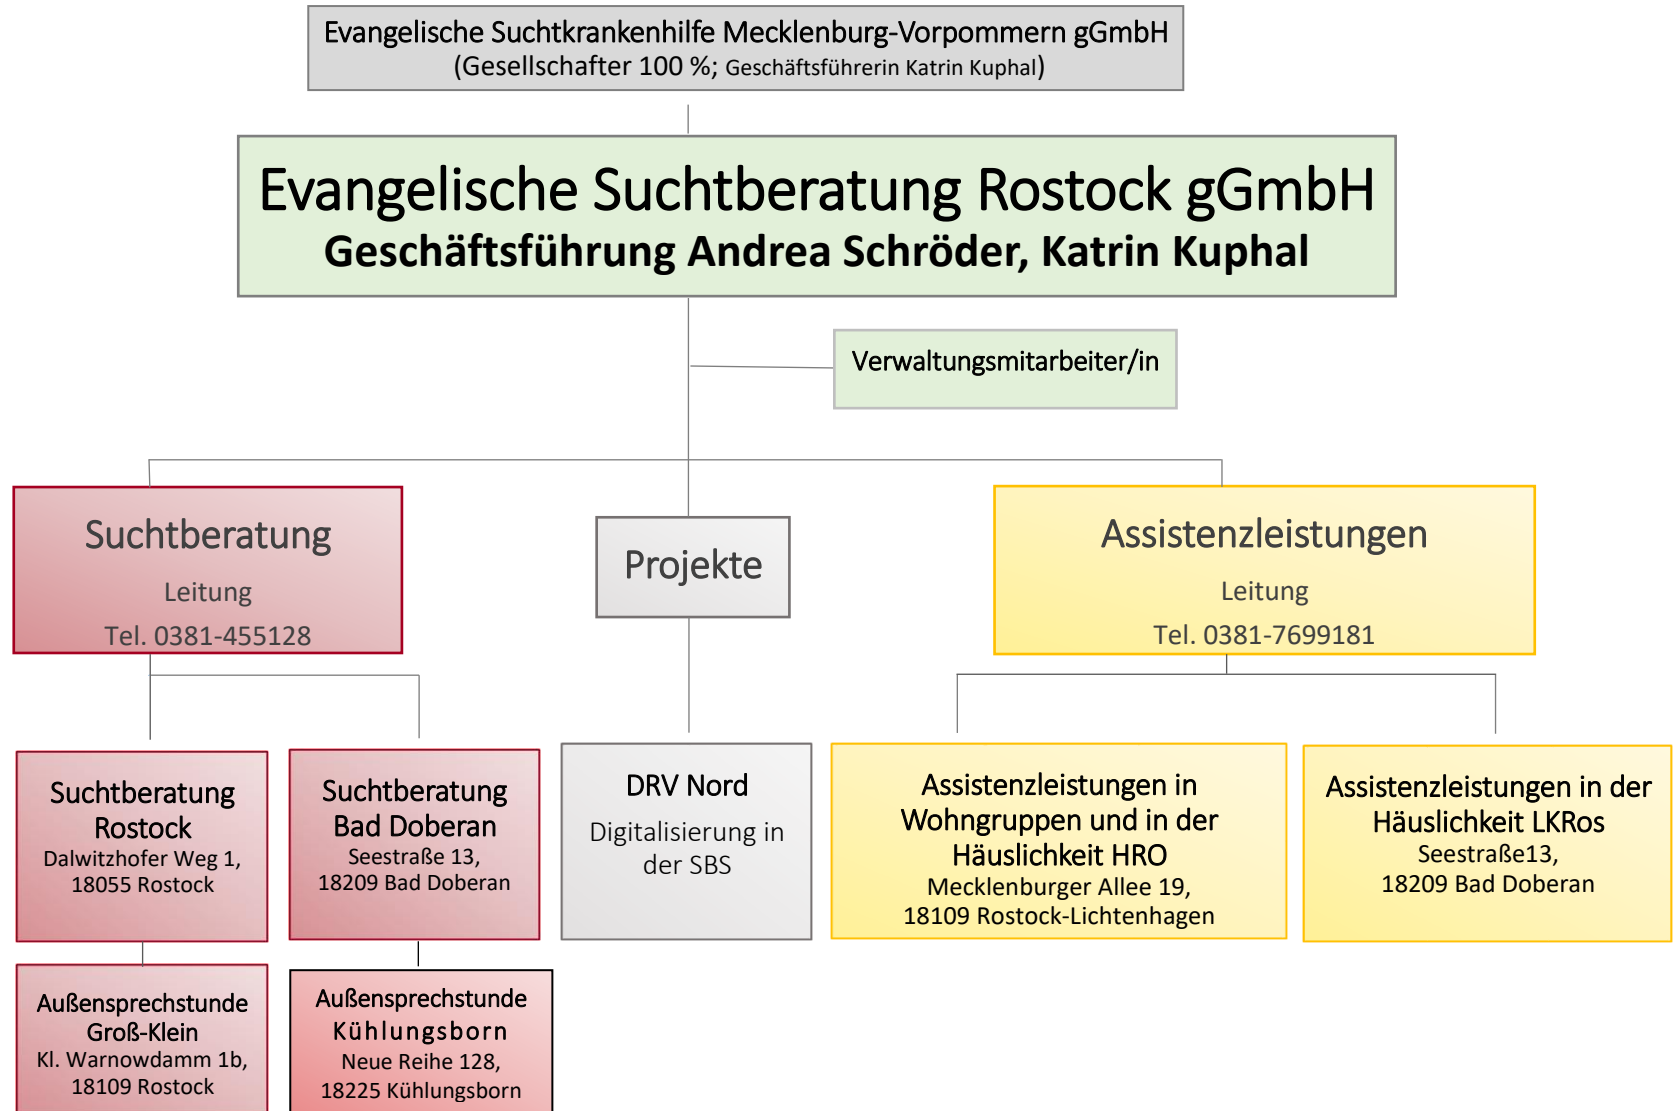 Evangelische Suchtkrankenhilfe Mecklenburg-Vorpommern gGmbH
(Gesellschafter 100 %; Geschäftsführerin Katrin Kuphal)
Evangelische Suchtberatung Rostock gGmbH
Geschäftsführung Andrea Schröder, Katrin Kuphal
Verwaltungsmitarbeiter/in
Suchtberatung
Leitung
Tel. 0381-455128
Projekte
Assistenzleistungen
Leitung
Tel. 0381-7699181
Suchtberatung
Rostock
Dalwitzhofer Weg 1,
18055 Rostock
Suchtberatung
Bad Doberan
Seestraße 13,
18209 Bad Doberan
DRV Nord
Digitalisierung in
der SBS
Assistenzleistungen in
Wohngruppen und in der
Häuslichkeit HRO
Mecklenburger Allee 19,
18109 Rostock-Lichtenhagen
Assistenzleistungen in der
Häuslichkeit LKRos
Seestraße13,
18209 Bad Doberan
Außensprechstunde
Groß-Klein
Kl. Warnowdamm 1b,
18109 Rostock
Außensprechstunde
Kühlungsborn
Neue Reihe 128,
18225 Kühlungsborn